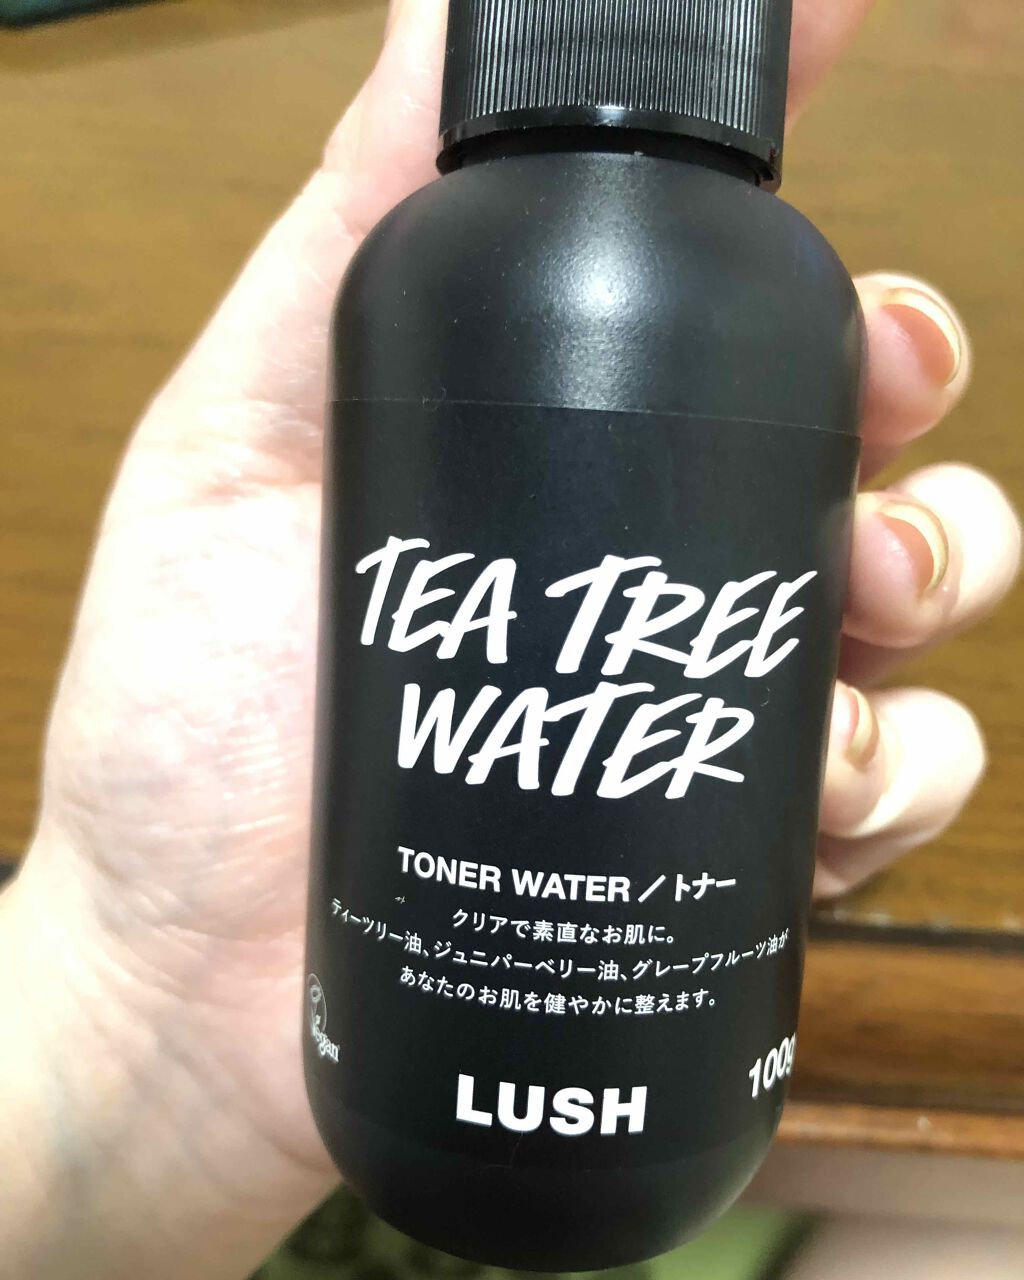 TEA TREE
WATER
TONER WATER／トナー
クリアで素直なお肌に。
ティーツリー油、ジュニパーベリー油、グレープフルーツ油が
あなたのお肌を健やかに整えます。
Vegan
100g
LUSH